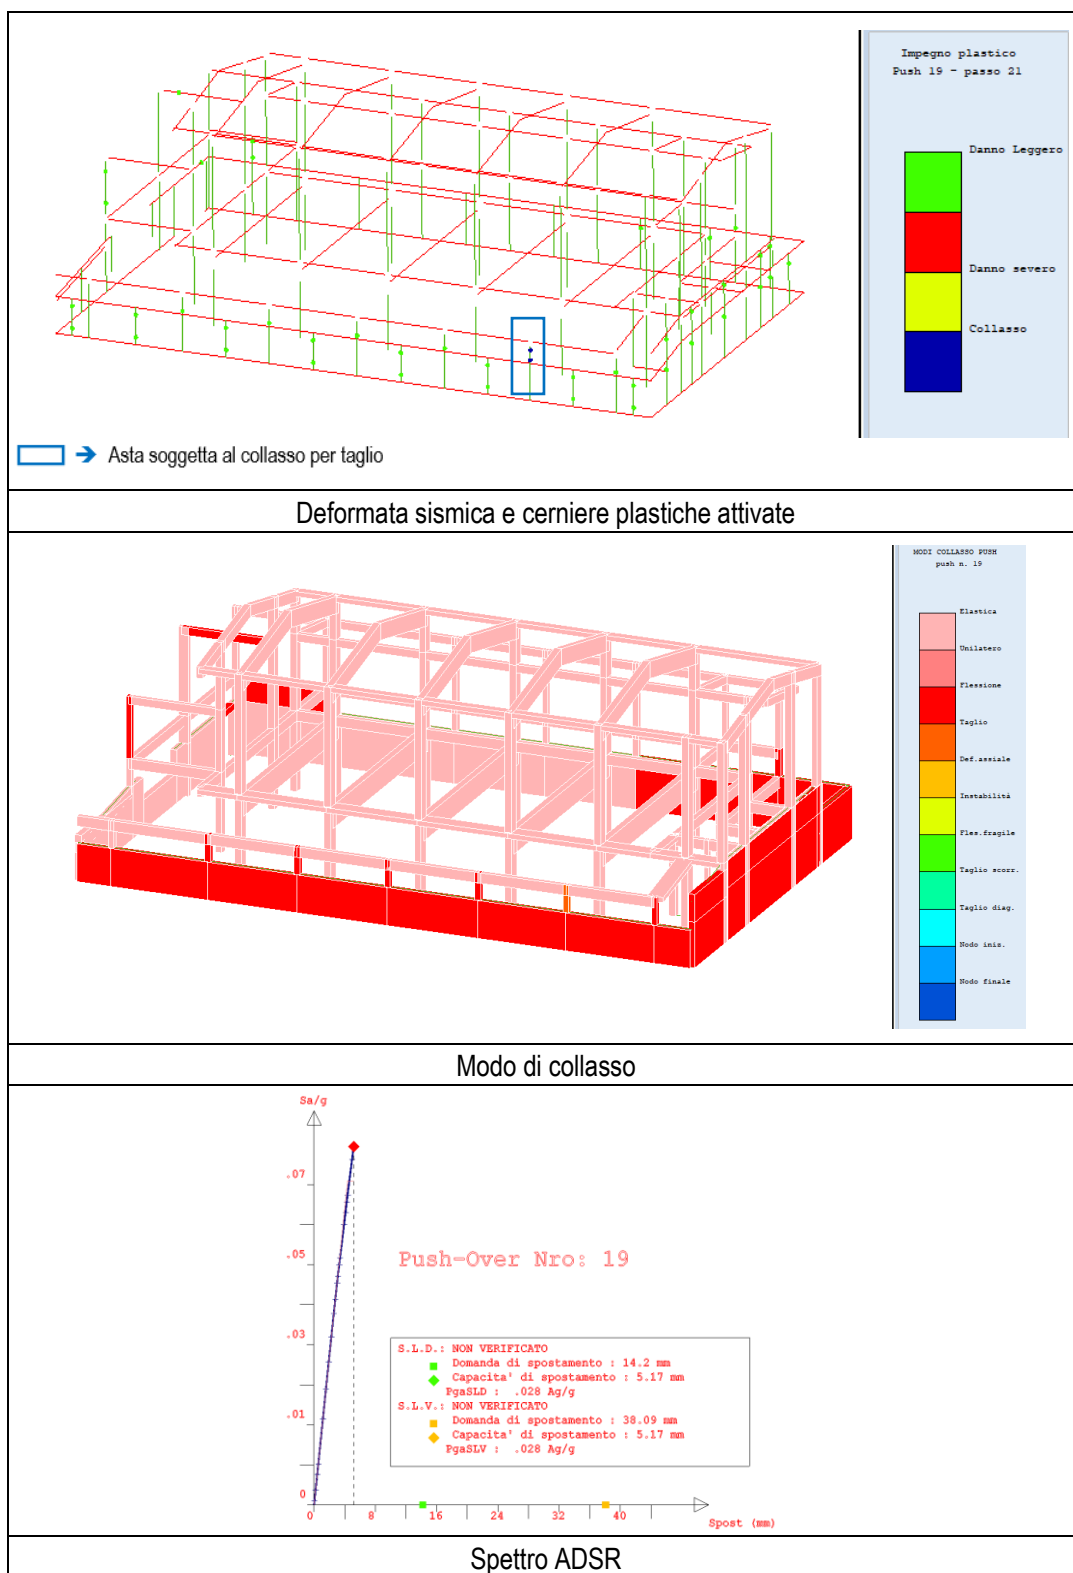 Impegno plastico
Push 19 - passo 21
Danno Leggero
Danno severo
Collasso
Asta soggetta al collasso per taglio
Deformata sismica e cerniere plastiche attivate
MODI COLLASSO PUSH
push n. 19
Elastica
Unilatero
Flessione
Taglio
Def.assiale
Instabilità
Fles.fragile
Taglio scorr.
Taglio diag.
Nodo iniz.
Nodo finale
Modo di collasso
Sa/g
.07
.05
.03
.01
0
Push-Over Nro: 19
S.L.D.: NON VERIFICATO
Domanda di spostamento : 14.2 mm
Capacita' di spostamento : 5.17 mm
PgaSLD : .028 Ag/g
S.L.V.: NON VERIFICATO
Domanda di spostamento : 38.09 mm
Capacita' di spostamento : 5.17 mm
PgaSLV : .028 Ag/g
0 8 16 24 32 40
Spost (mm)
Spettro ADSR